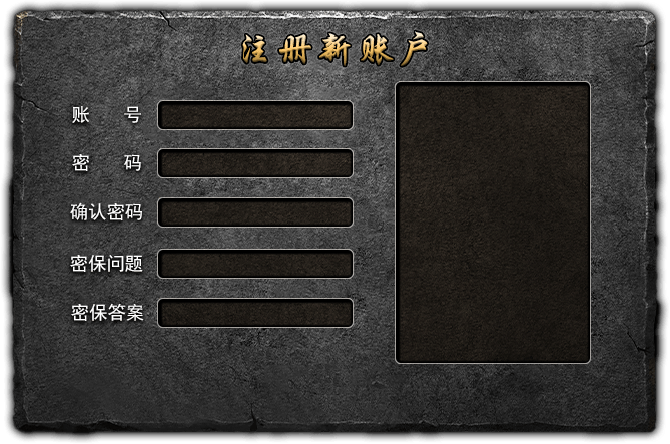 注册新账户
账 号
密 码
确认密码
密保问题
密保答案